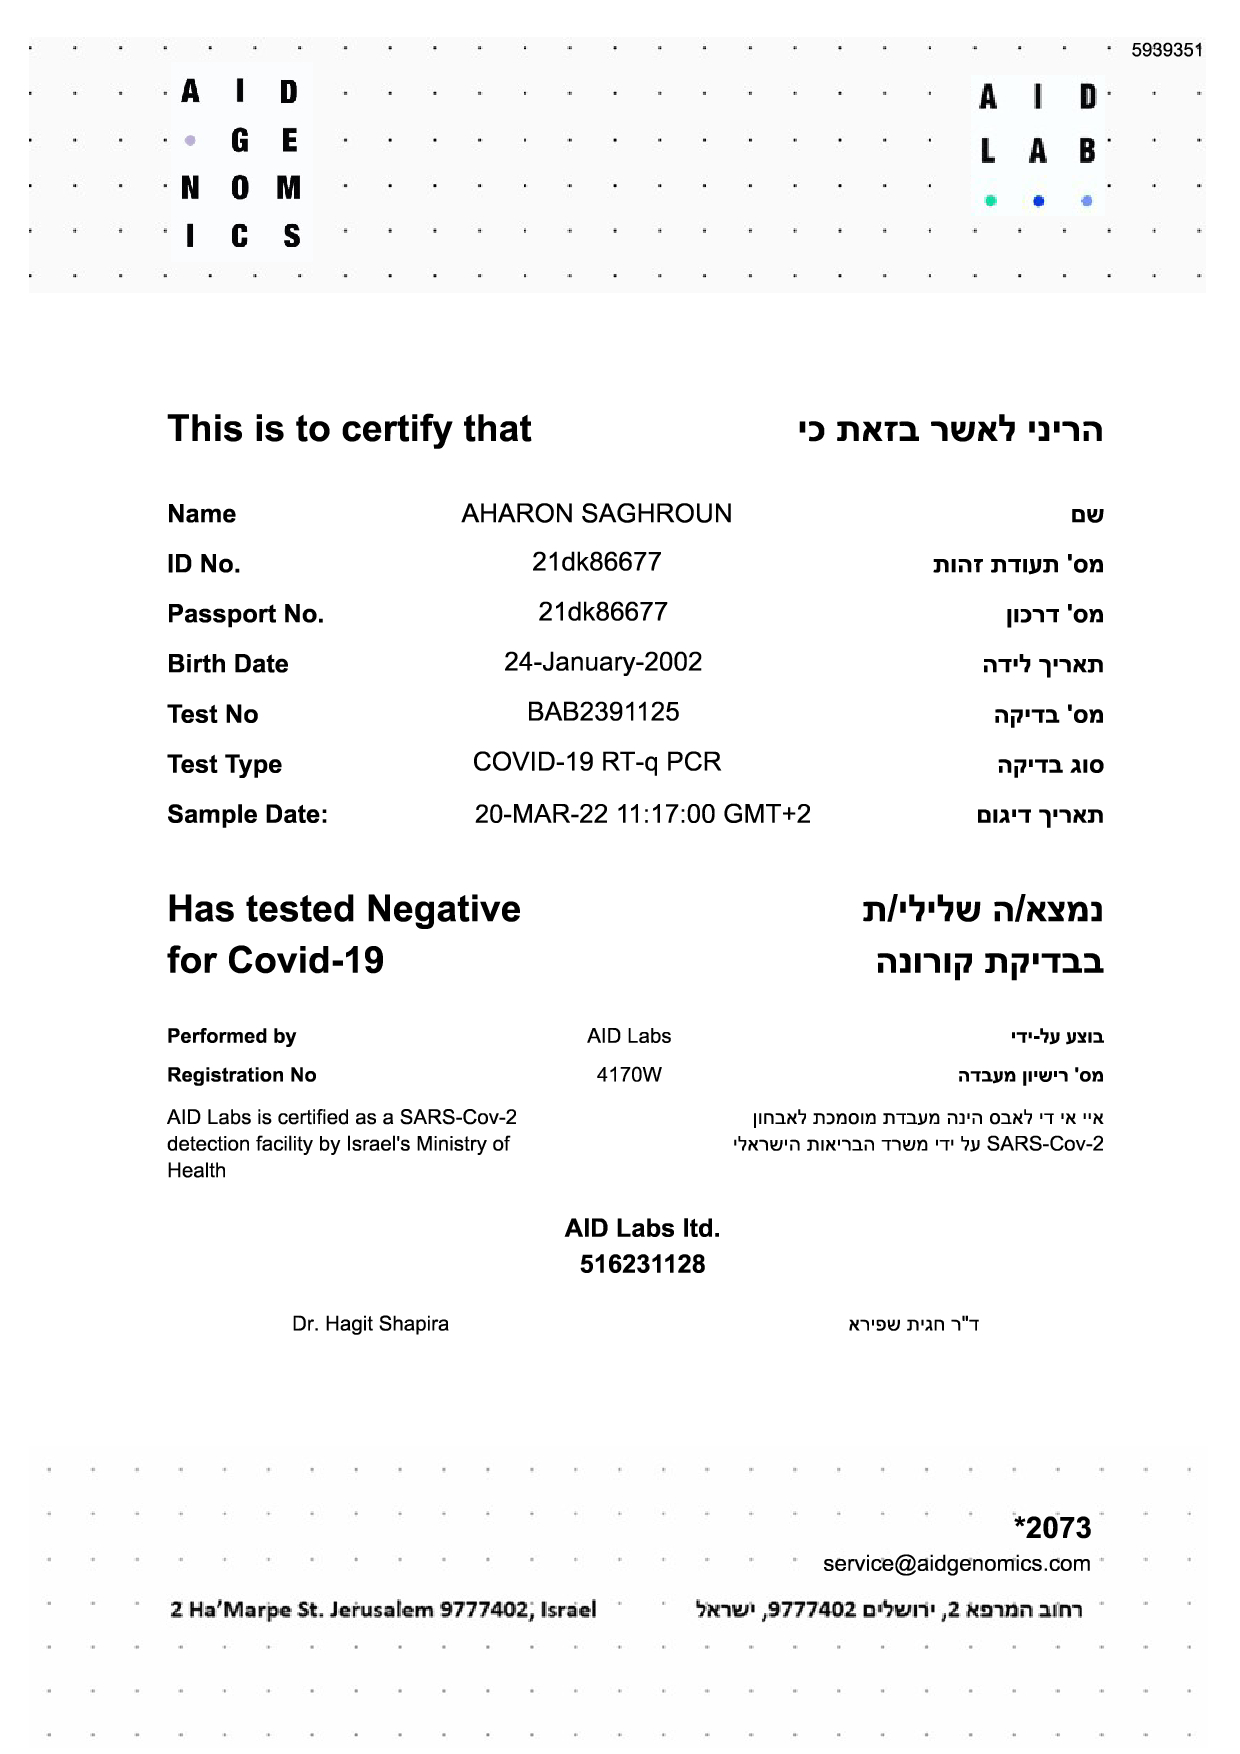 5939351
A I D
G E
N O M
I C S
A I D
L A B
This is to certify that הריני לאשר בזאת כי
Name AHARON SAGHROUN שם
ID No. 21dk86677 מס' תעודת זהות
Passport No. 21dk86677 מס' דרכון
Birth Date 24-January-2002 תאריך לידה
Test No BAB2391125 מס' בדיקה
Test Type COVID-19 RT-q PCR סוג בדיקה
Sample Date: 20-MAR-22 11:17:00 GMT+2 תאריך דיגום
Has tested Negative נמצא/ה שלילי/ת
for Covid-19 בבדיקת קורונה
Performed by AID Labs בוצע על-ידי
Registration No 4170W מס' רישיון מעבדה
AID Labs is certified as a SARS-Cov-2 איי אי די לאבס הינה מעבדת מוסמכת לאבחון
detection facility by Israel's Ministry of SARS-Cov-2 על ידי משרד הבריאות הישראלי
Health
AID Labs ltd.
516231128
Dr. Hagit Shapira ד"ר חגית שפירא
*2073
service@aidgenomics.com
2 Ha'Marpe St. Jerusalem 9777402, Israel רחוב המרפא 2, ירושלים 9777402, ישראל